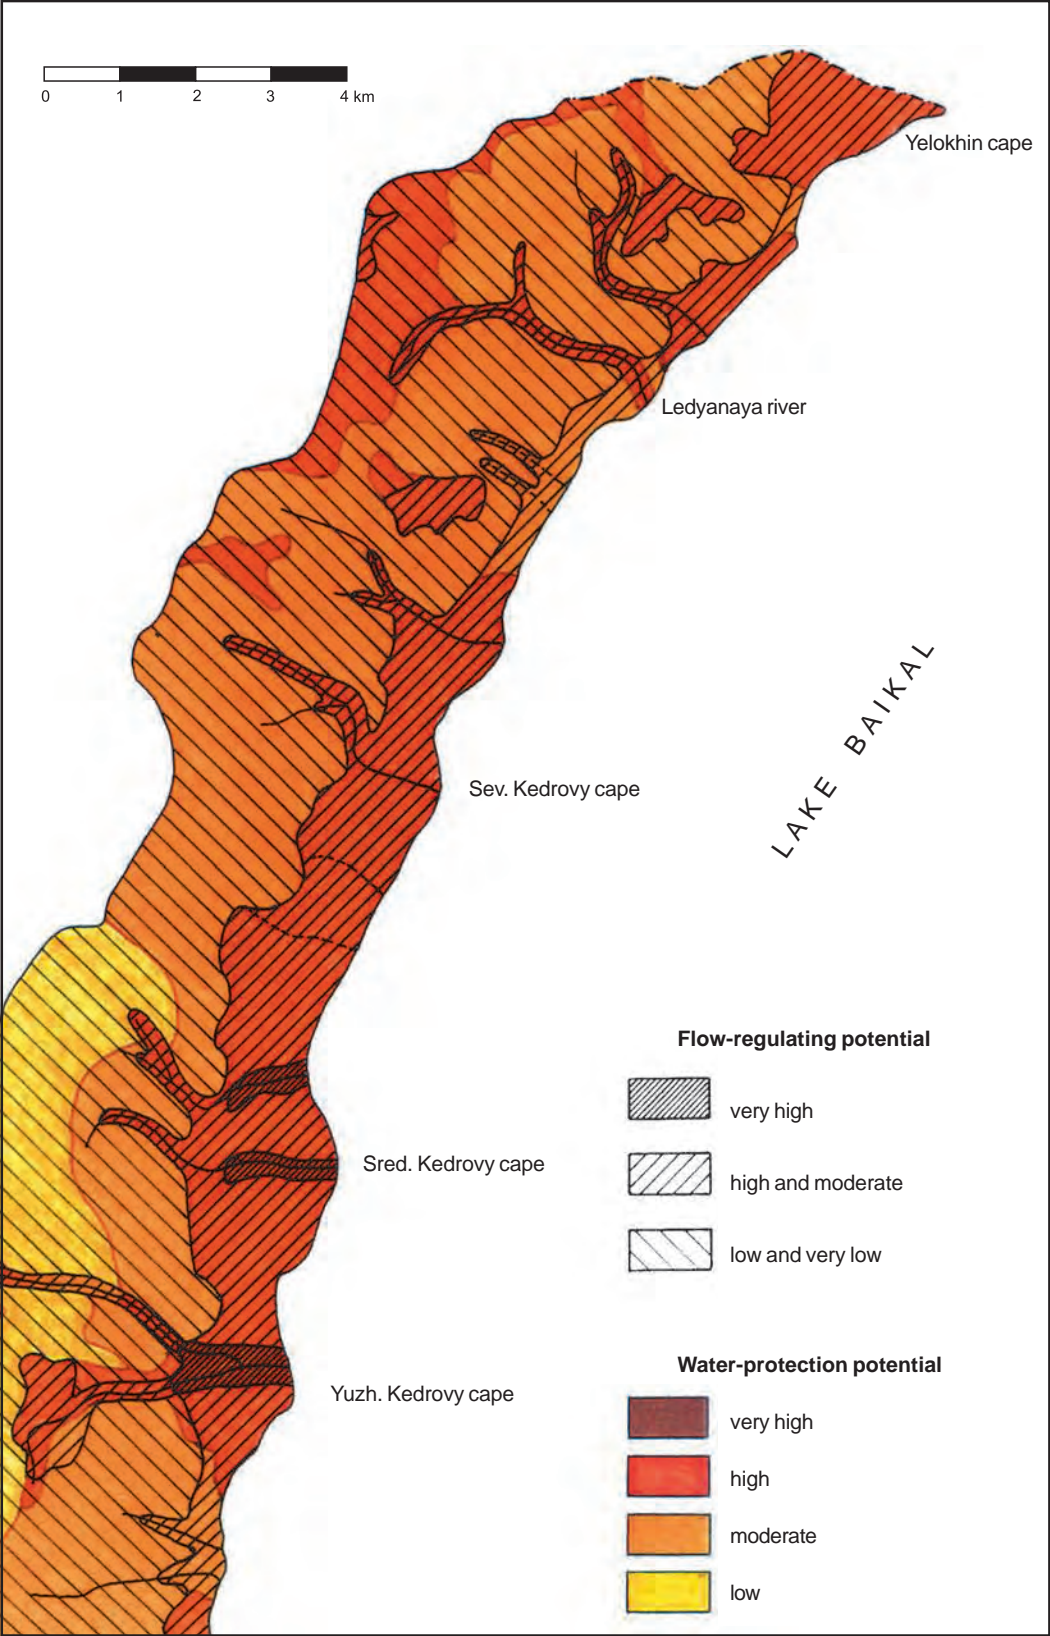 0 1 2 3 4 km
Yelokhin cape
Ledyanaya river
LAKE BAIKAL
Sev. Kedrovy cape
Flow-regulating potential
very high
Sred. Kedrovy cape
high and moderate
low and very low
Water-protection potential
Yuzh. Kedrovy cape
very high
high
moderate
low